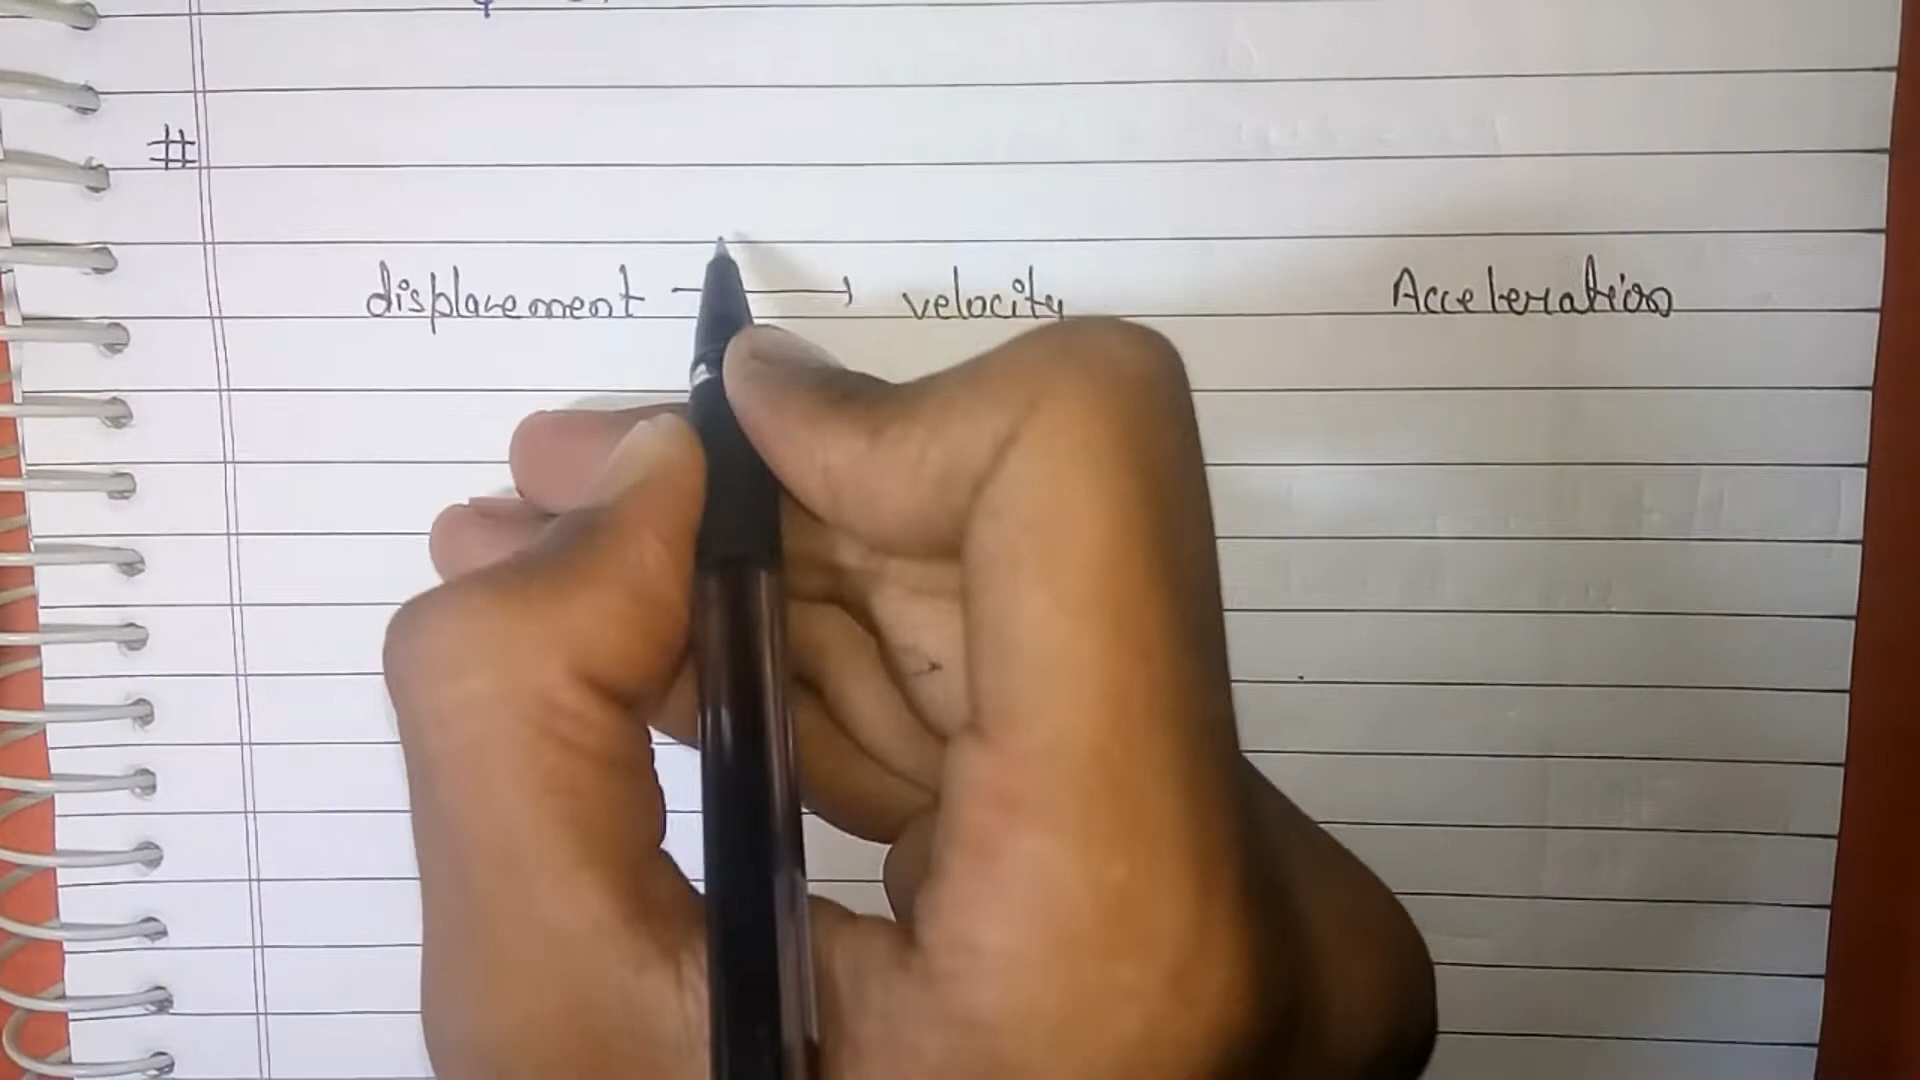 #
displacement → velocity Acceleration